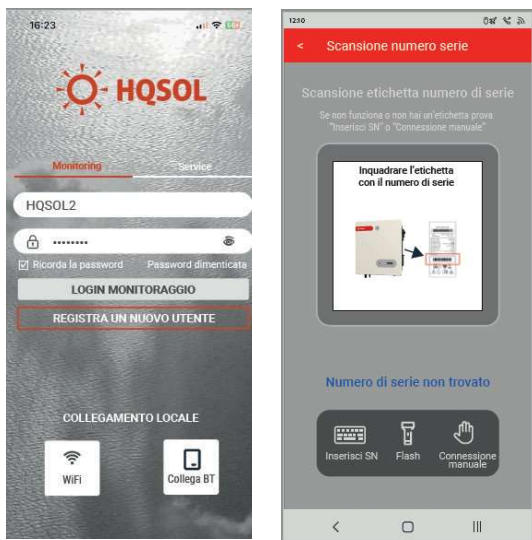 16:23
HQSOL
Monitoring
Service
HQSOL2
••••••••
Ricorda la password
Password dimenticata
LOGIN MONITORAGGIO
REGISTRA UN NUOVO UTENTE
COLLEGAMENTO LOCALE
WiFi
Collega BT
12:10
< Scansione numero serie
Scansione etichetta numero di serie
Se non funziona o non hai un'etichetta prova
"Inserisci SN" o "Connessione manuale"
Inquadrare l'etichetta
con il numero di serie
Numero di serie non trovato
Inserisci SN
Flash
Connessione
manuale